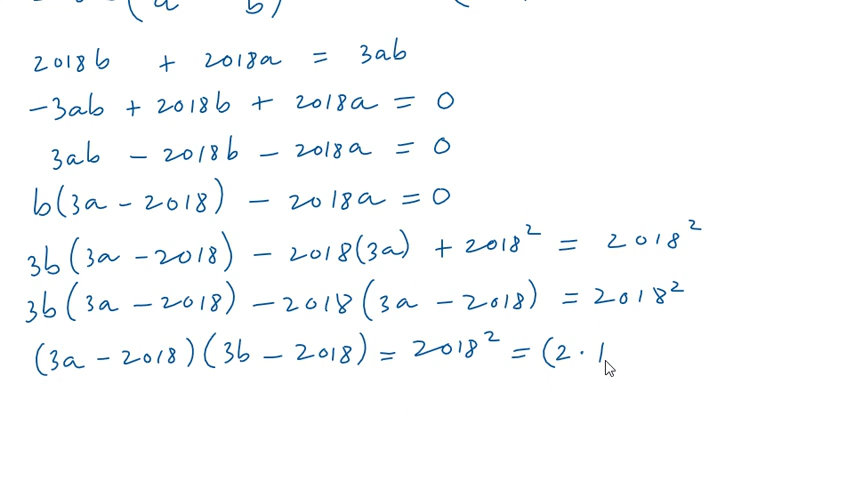 (a b)
2018b + 2018a = 3ab
-3ab + 2018b + 2018a = 0
3ab - 2018b - 2018a = 0
b(3a - 2018) - 2018a = 0
3b(3a - 2018) - 2018(3a) + 2018² = 2018²
3b(3a - 2018) - 2018(3a - 2018) = 2018²
(3a - 2018)(3b - 2018) = 2018² = (2 · 1